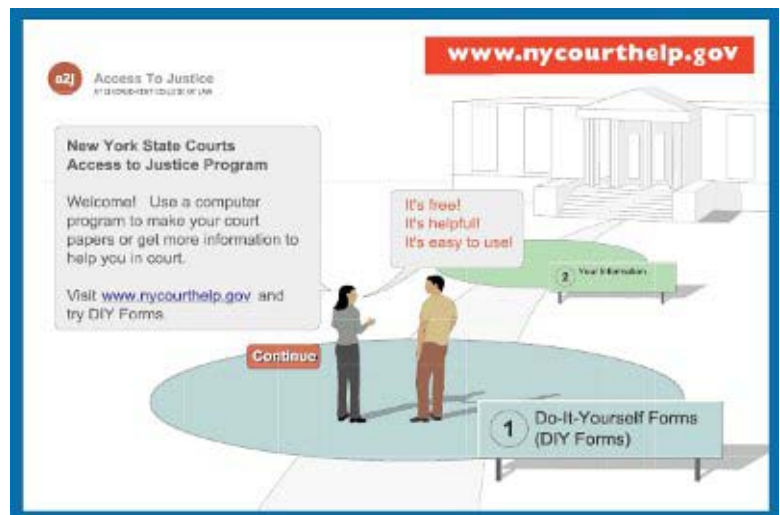 www.nycourthelp.gov
a2j Access To Justice
New York State Courts
Access to Justice Program
Welcome! Use a computer
program to make your court
papers or get more information to
help you in court.
Visit www.nycourthelp.gov and
try DIY Forms
It's free!
It's helpful!
It's easy to use!
Continue
2 Your Information
1 Do-It-Yourself Forms
(DIY Forms)